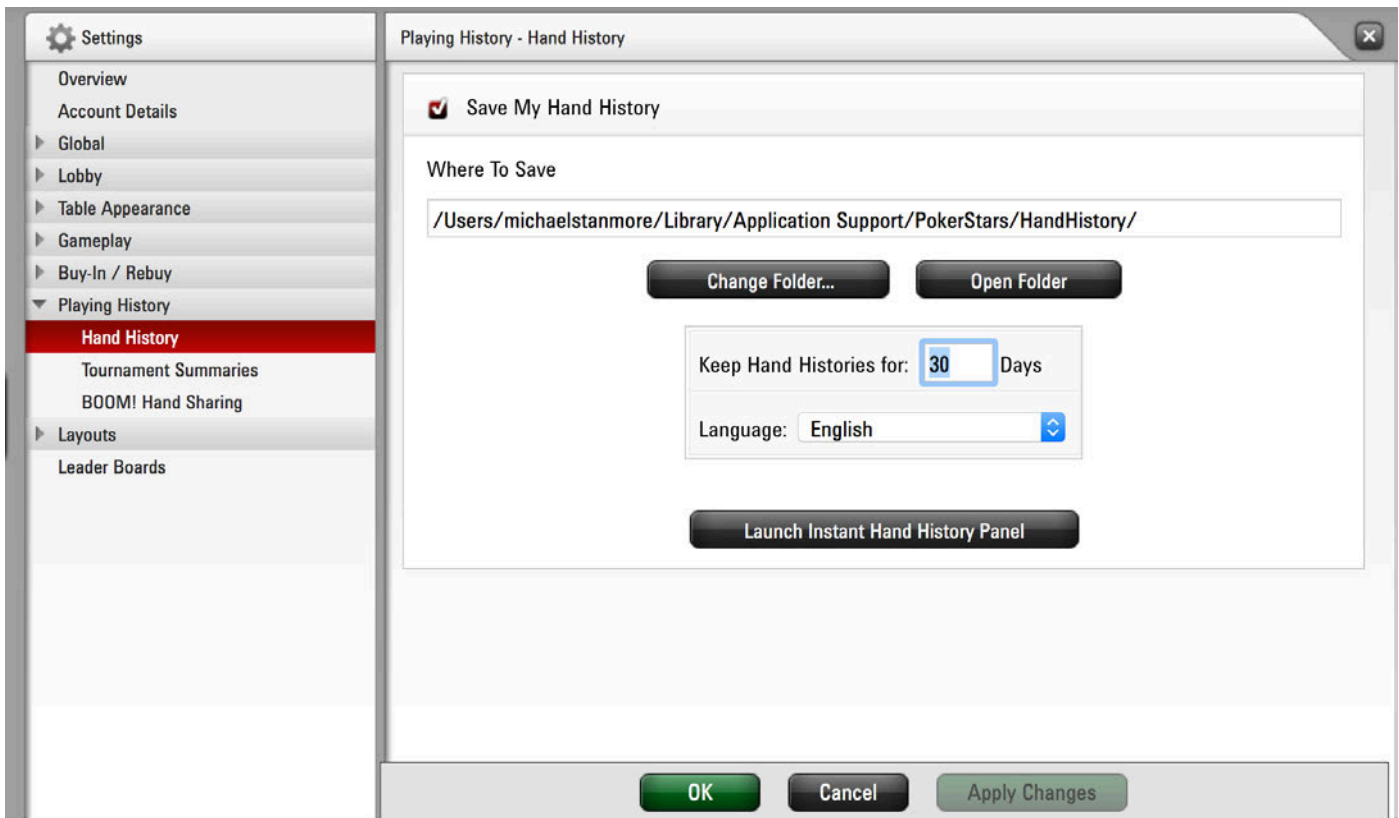 Settings
Overview
Account Details
Global
Lobby
Table Appearance
Gameplay
Buy-In / Rebuy
Playing History
Hand History
Tournament Summaries
BOOM! Hand Sharing
Layouts
Leader Boards
Playing History - Hand History
Save My Hand History
Where To Save
/Users/michaelstanmore/Library/Application Support/PokerStars/HandHistory/
Change Folder... Open Folder
Keep Hand Histories for: 30 Days
Language: English
Launch Instant Hand History Panel
OK Cancel Apply Changes